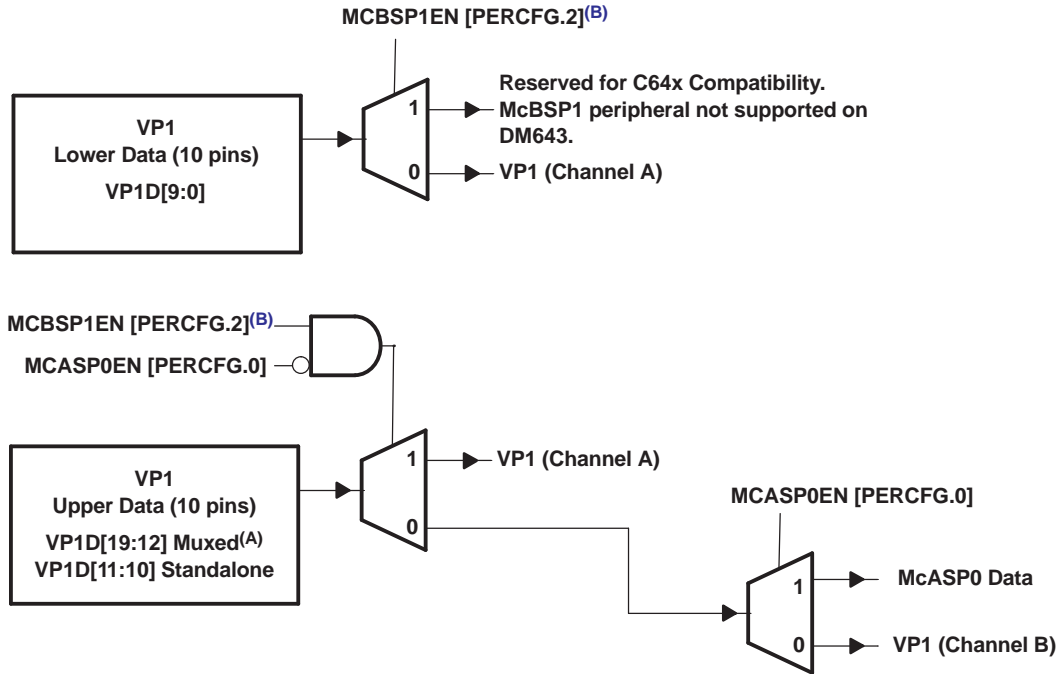 MCBSP1EN [PERCFG.2](B)
VP1
Lower Data (10 pins)
VP1D[9:0]
1
0
Reserved for C64x Compatibility.
McBSP1 peripheral not supported on
DM643.
VP1 (Channel A)
MCBSP1EN [PERCFG.2](B)
MCASP0EN [PERCFG.0]
VP1
Upper Data (10 pins)
VP1D[19:12] Muxed(A)
VP1D[11:10] Standalone
1
0
VP1 (Channel A)
MCASP0EN [PERCFG.0]
1
0
McASP0 Data
VP1 (Channel B)